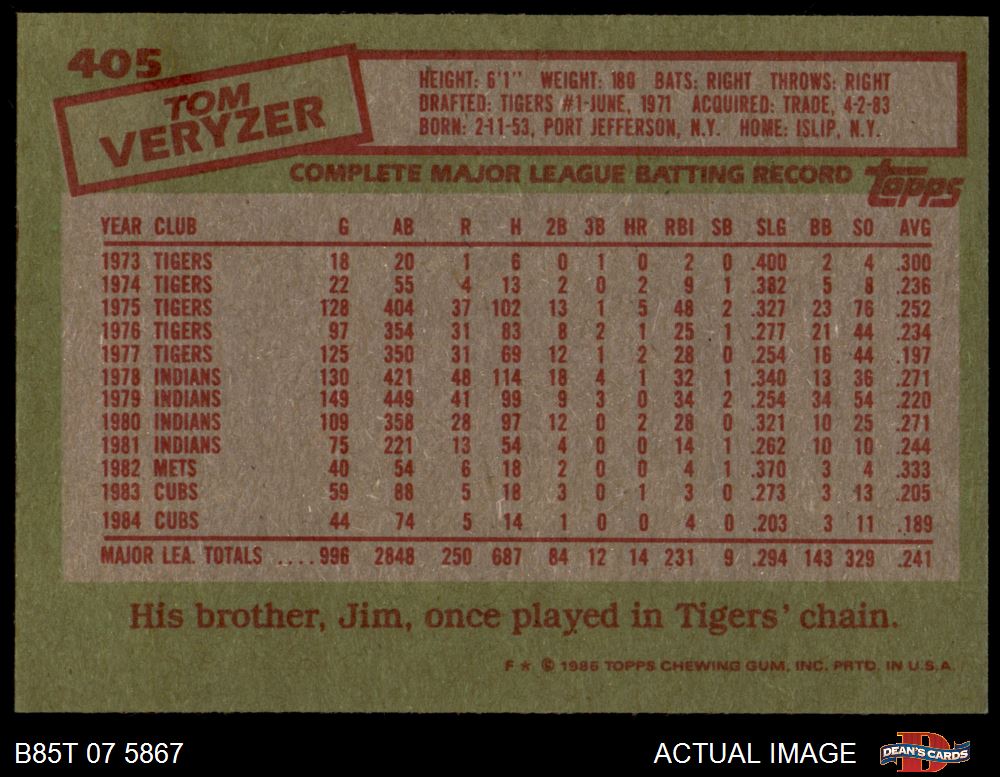 405
TOM
VERYZER
HEIGHT: 6'1" WEIGHT: 180 BATS: RIGHT THROWS: RIGHT
DRAFTED: TIGERS #1-JUNE, 1971 ACQUIRED: TRADE, 4-2-83
BORN: 2-11-53, PORT JEFFERSON, N.Y. HOME: ISLIP, N.Y.
COMPLETE MAJOR LEAGUE BATTING RECORD topps
YEAR CLUB G AB R H 2B 3B HR RBI SB SLG BB SO AVG
1973 TIGERS 18 20 1 6 0 1 0 2 0 .400 2 4 .300
1974 TIGERS 22 55 4 13 2 0 2 9 1 .382 5 8 .236
1975 TIGERS 128 404 37 102 13 1 5 48 2 .327 23 76 .252
1976 TIGERS 97 354 31 83 8 2 1 25 1 .277 21 44 .234
1977 TIGERS 125 350 31 69 12 1 2 28 0 .254 16 44 .197
1978 INDIANS 130 421 48 114 18 4 1 32 1 .340 13 36 .271
1979 INDIANS 149 449 41 99 9 3 0 34 2 .254 34 54 .220
1980 INDIANS 109 358 28 97 12 0 2 28 0 .321 10 25 .271
1981 INDIANS 75 221 13 54 4 0 0 14 1 .262 10 10 .244
1982 METS 40 54 6 18 2 0 0 4 1 .370 3 4 .333
1983 CUBS 59 88 5 18 3 0 1 3 0 .273 3 13 .205
1984 CUBS 44 74 5 14 1 0 0 4 0 .203 3 11 .189
MAJOR LEA. TOTALS ....996 2848 250 687 84 12 14 231 9 .294 143 329 .241
His brother, Jim, once played in Tigers' chain.
F ★ © 1985 TOPPS CHEWING GUM, INC. PRTD. IN U.S.A.
B85T 07 5867 ACTUAL IMAGE DEAN'S CARDS